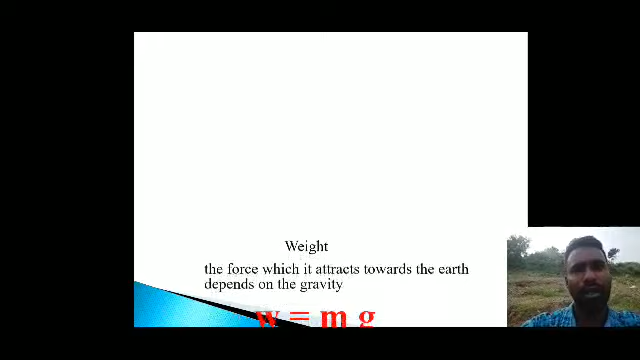 Weight
the force which it attracts towards the earth
depends on the gravity
w = m g